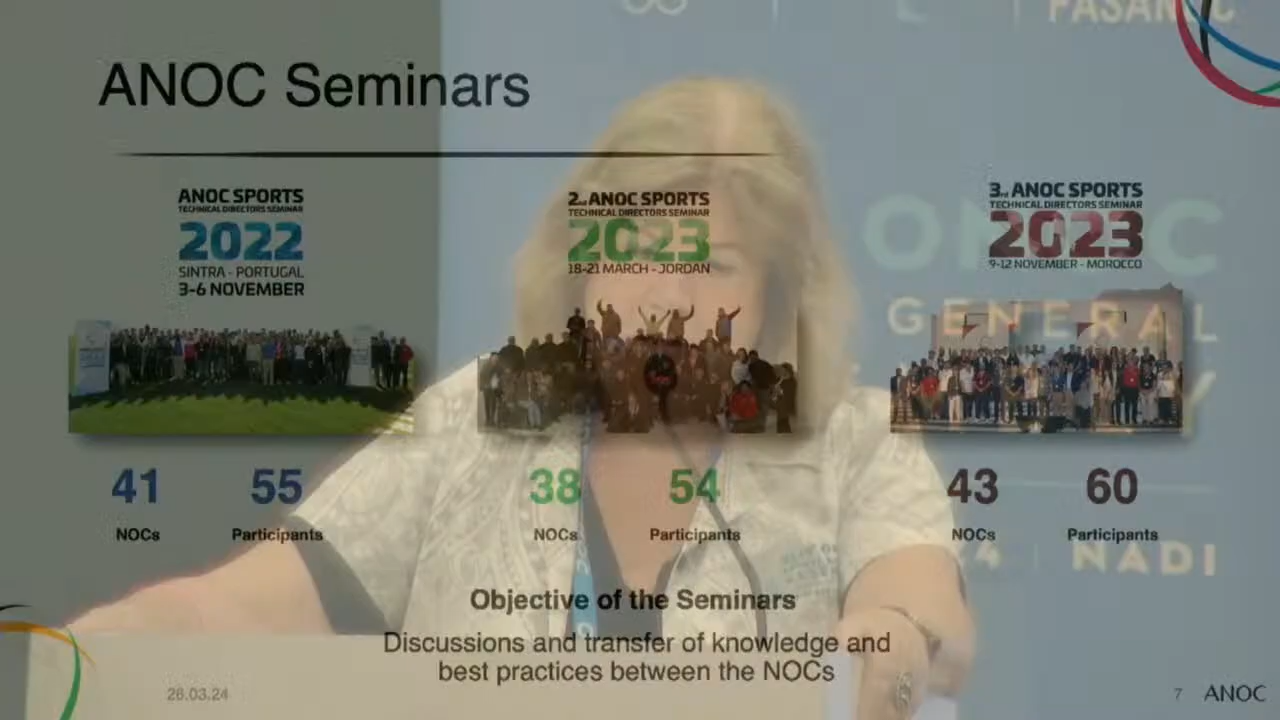 FASANOC
ANOC Seminars
ANOC SPORTS
TECHNICAL DIRECTORS SEMINAR
2022
SINTRA - PORTUGAL
3-6 NOVEMBER
2nd ANOC SPORTS
TECHNICAL DIRECTORS SEMINAR
2023
18-21 MARCH - JORDAN
3rd ANOC SPORTS
TECHNICAL DIRECTORS SEMINAR
2023
9-12 NOVEMBER - MOROCCO
GENERAL
41
NOCs
55
Participants
38
NOCs
54
Participants
43
NOCs
60
Participants
NADI
Objective of the Seminars
Discussions and transfer of knowledge and
best practices between the NOCs
26.03.24
7 ANOC